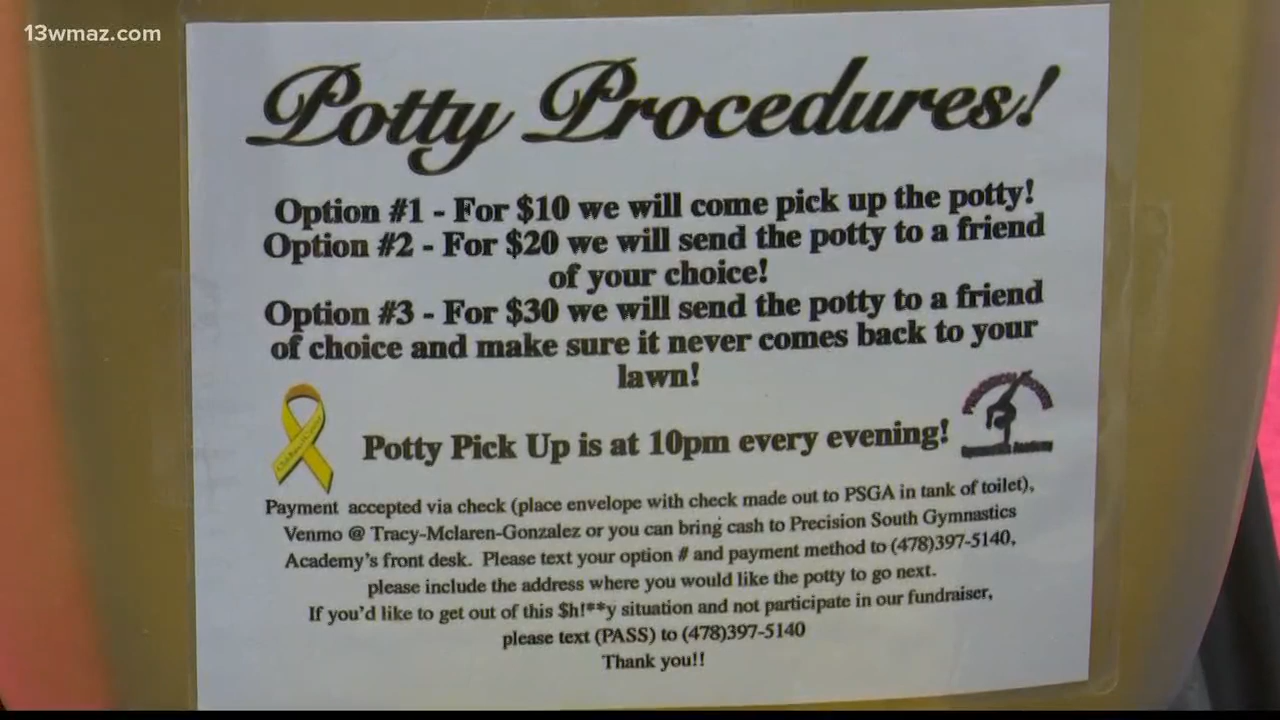 13wmaz.com
Potty Procedures!
Option #1 - For $10 we will come pick up the potty!
Option #2 - For $20 we will send the potty to a friend
of your choice!
Option #3 - For $30 we will send the potty to a friend
of choice and make sure it never comes back to your
lawn!
Potty Pick Up is at 10pm every evening!
Payment accepted via check (place envelope with check made out to PSGA in tank of toilet),
Venmo @ Tracy-Mclaren-Gonzalez or you can bring cash to Precision South Gymnastics
Academy's front desk. Please text your option # and payment method to (478)397-5140,
please include the address where you would like the potty to go next.
If you'd like to get out of this $h!**y situation and not participate in our fundraiser,
please text (PASS) to (478)397-5140
Thank you!!